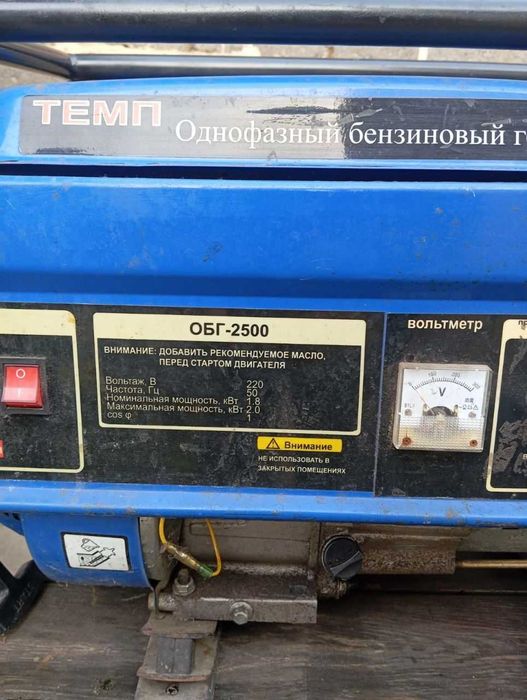 ТЕМП
Однофазный бензиновый г
ОБГ-2500
ВНИМАНИЕ: ДОБАВИТЬ РЕКОМЕНДУЕМОЕ МАСЛО,
ПЕРЕД СТАРТОМ ДВИГАТЕЛЯ
Вольтаж, В 220
Частота, Гц 50
Номинальная мощность, кВт 1.8
Максимальная мощность, кВт 2.0
cos φ 1
Внимание
НЕ ИСПОЛЬЗОВАТЬ В
ЗАКРЫТЫХ ПОМЕЩЕНИЯХ
вольтметр
V